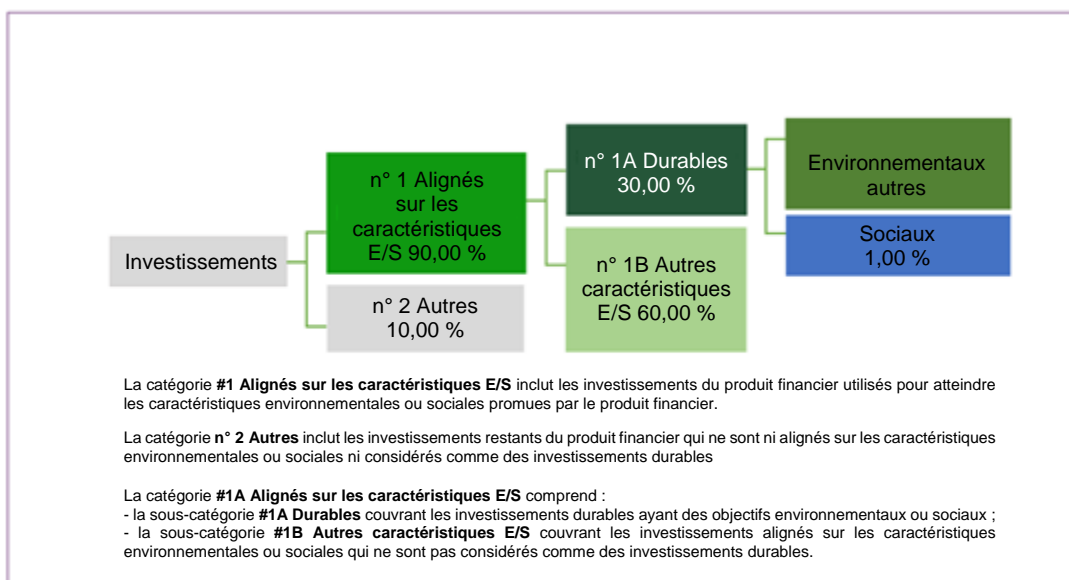 Investissements
n° 1 Alignés
sur les
caractéristiques
E/S 90,00 %
n° 2 Autres
10,00 %
n° 1A Durables
30,00 %
n° 1B Autres
caractéristiques
E/S 60,00 %
Environnementaux
autres
Sociaux
1,00 %
La catégorie #1 Alignés sur les caractéristiques E/S inclut les investissements du produit financier utilisés pour atteindre
les caractéristiques environnementales ou sociales promues par le produit financier.
La catégorie n° 2 Autres inclut les investissements restants du produit financier qui ne sont ni alignés sur les caractéristiques
environnementales ou sociales ni considérés comme des investissements durables
La catégorie #1A Alignés sur les caractéristiques E/S comprend :
- la sous-catégorie #1A Durables couvrant les investissements durables ayant des objectifs environnementaux ou sociaux ;
- la sous-catégorie #1B Autres caractéristiques E/S couvrant les investissements alignés sur les caractéristiques
environnementales ou sociales qui ne sont pas considérés comme des investissements durables.